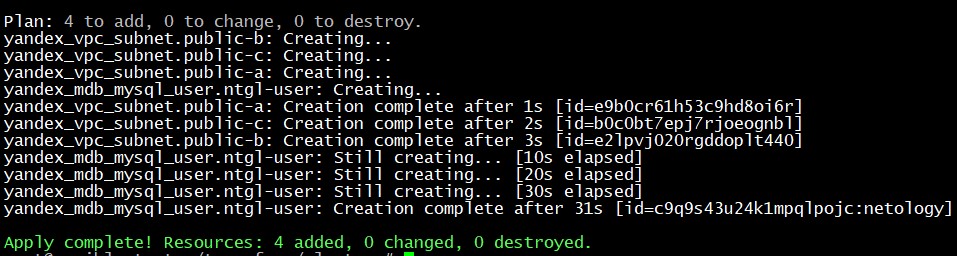 Plan: 4 to add, 0 to change, 0 to destroy.
yandex_vpc_subnet.public-b: Creating...
yandex_vpc_subnet.public-c: Creating...
yandex_vpc_subnet.public-a: Creating...
yandex_mdb_mysql_user.ntgl-user: Creating...
yandex_vpc_subnet.public-a: Creation complete after 1s [id=e9b0cr61h53c9hd8oi6r]
yandex_vpc_subnet.public-c: Creation complete after 2s [id=b0c0bt7epj7rjoeognbl]
yandex_vpc_subnet.public-b: Creation complete after 3s [id=e2lpvj020rgddoplt440]
yandex_mdb_mysql_user.ntgl-user: Still creating... [10s elapsed]
yandex_mdb_mysql_user.ntgl-user: Still creating... [20s elapsed]
yandex_mdb_mysql_user.ntgl-user: Still creating... [30s elapsed]
yandex_mdb_mysql_user.ntgl-user: Creation complete after 31s [id=c9q9s43u24k1mpqlpojc:netology]
Apply complete! Resources: 4 added, 0 changed, 0 destroyed.